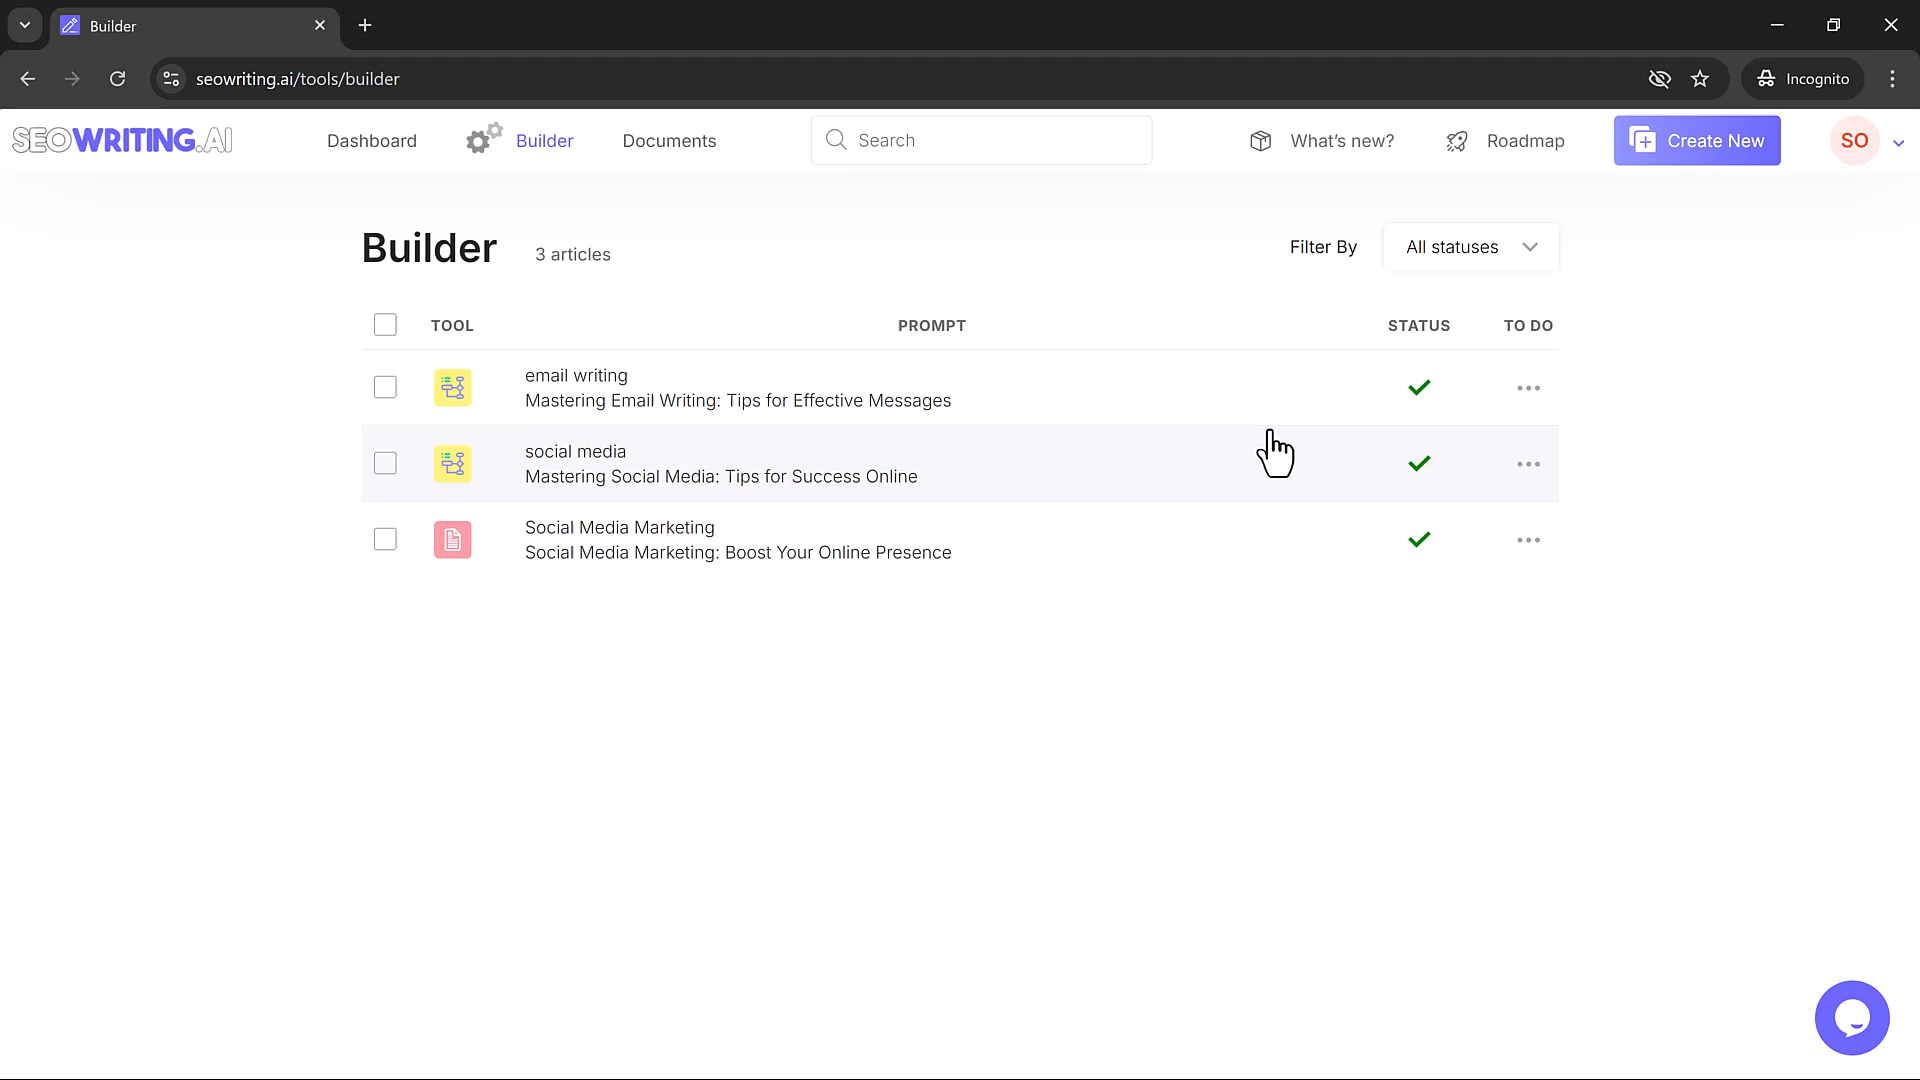 Builder
seowriting.ai/tools/builder
Incognito
SEOWRITING.AI
Dashboard
Builder
Documents
Search
What's new?
Roadmap
Create New
SO
Builder
3 articles
Filter By
All statuses
TOOL
PROMPT
STATUS
TO DO
email writing
Mastering Email Writing: Tips for Effective Messages
social media
Mastering Social Media: Tips for Success Online
Social Media Marketing
Social Media Marketing: Boost Your Online Presence